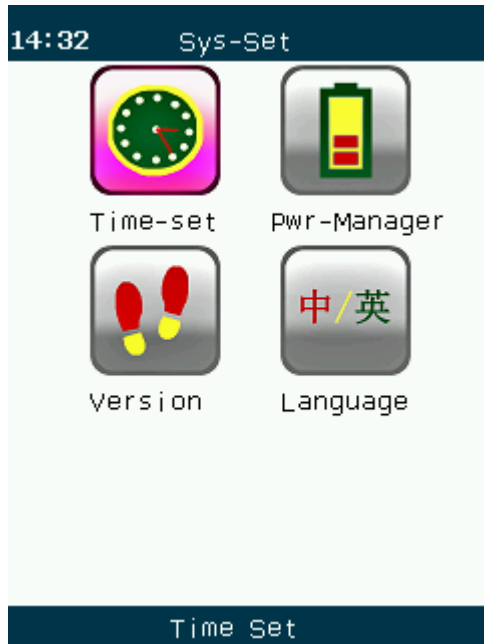 14:32 Sys-Set
Time-set Pwr-Manager
中/英
Version Language
Time Set